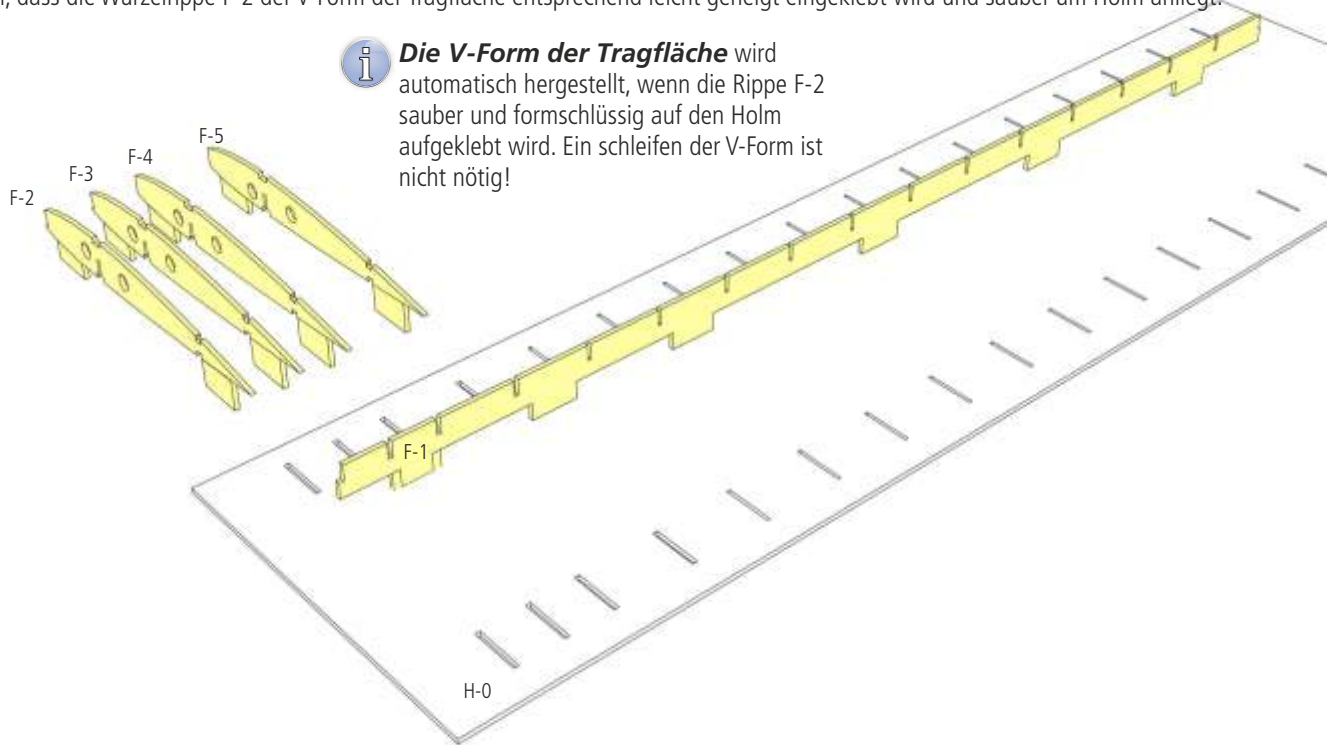 dass die Wurzelrippe F-2 der V-Form der Tragfläche entsprechend leicht geneigt eingeklebt wird und sauber am Holm anliegt.
Die V-Form der Tragfläche wird
automatisch hergestellt, wenn die Rippe F-2
sauber und formschlüssig auf den Holm
aufgeklebt wird. Ein schleifen der V-Form ist
nicht nötig!
F-5
F-4
F-3
F-2
F-1
H-0